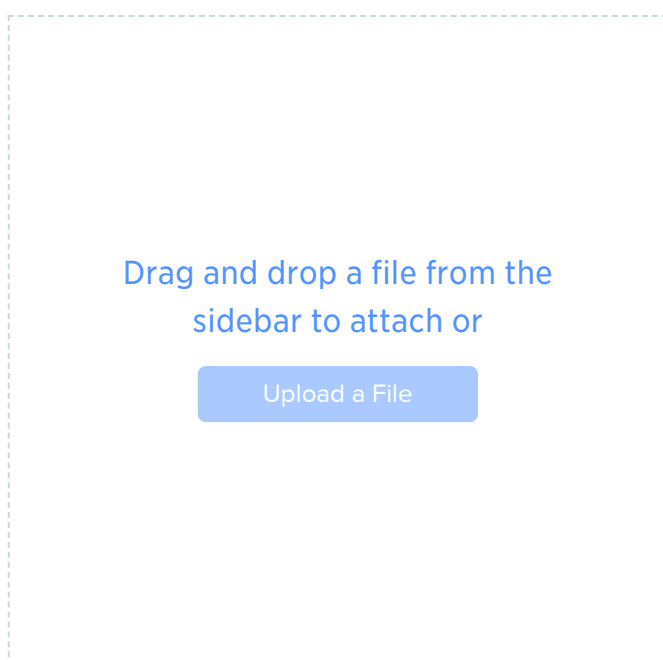 Drag and drop a file from the
sidebar to attach or
Upload a File